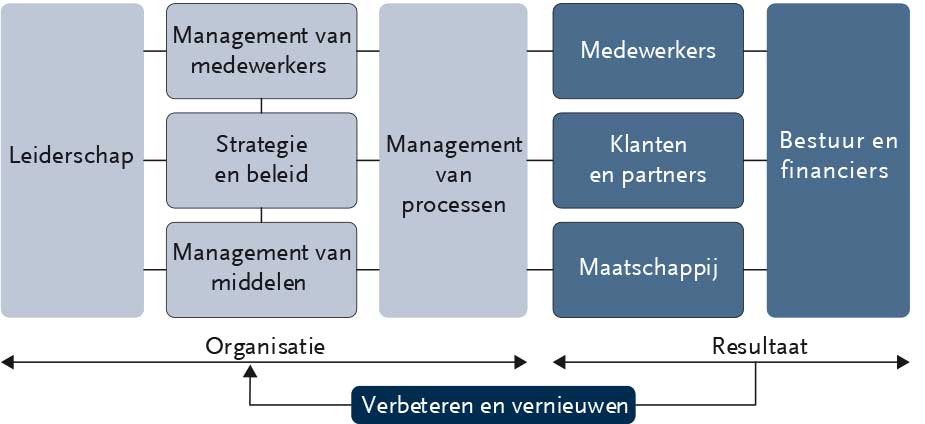 Leiderschap
Management van
medewerkers
Strategie
en beleid
Management van
middelen
Management
van
processen
Medewerkers
Klanten
en partners
Maatschappij
Bestuur en
financiers
Organisatie
Resultaat
Verbeteren en vernieuwen